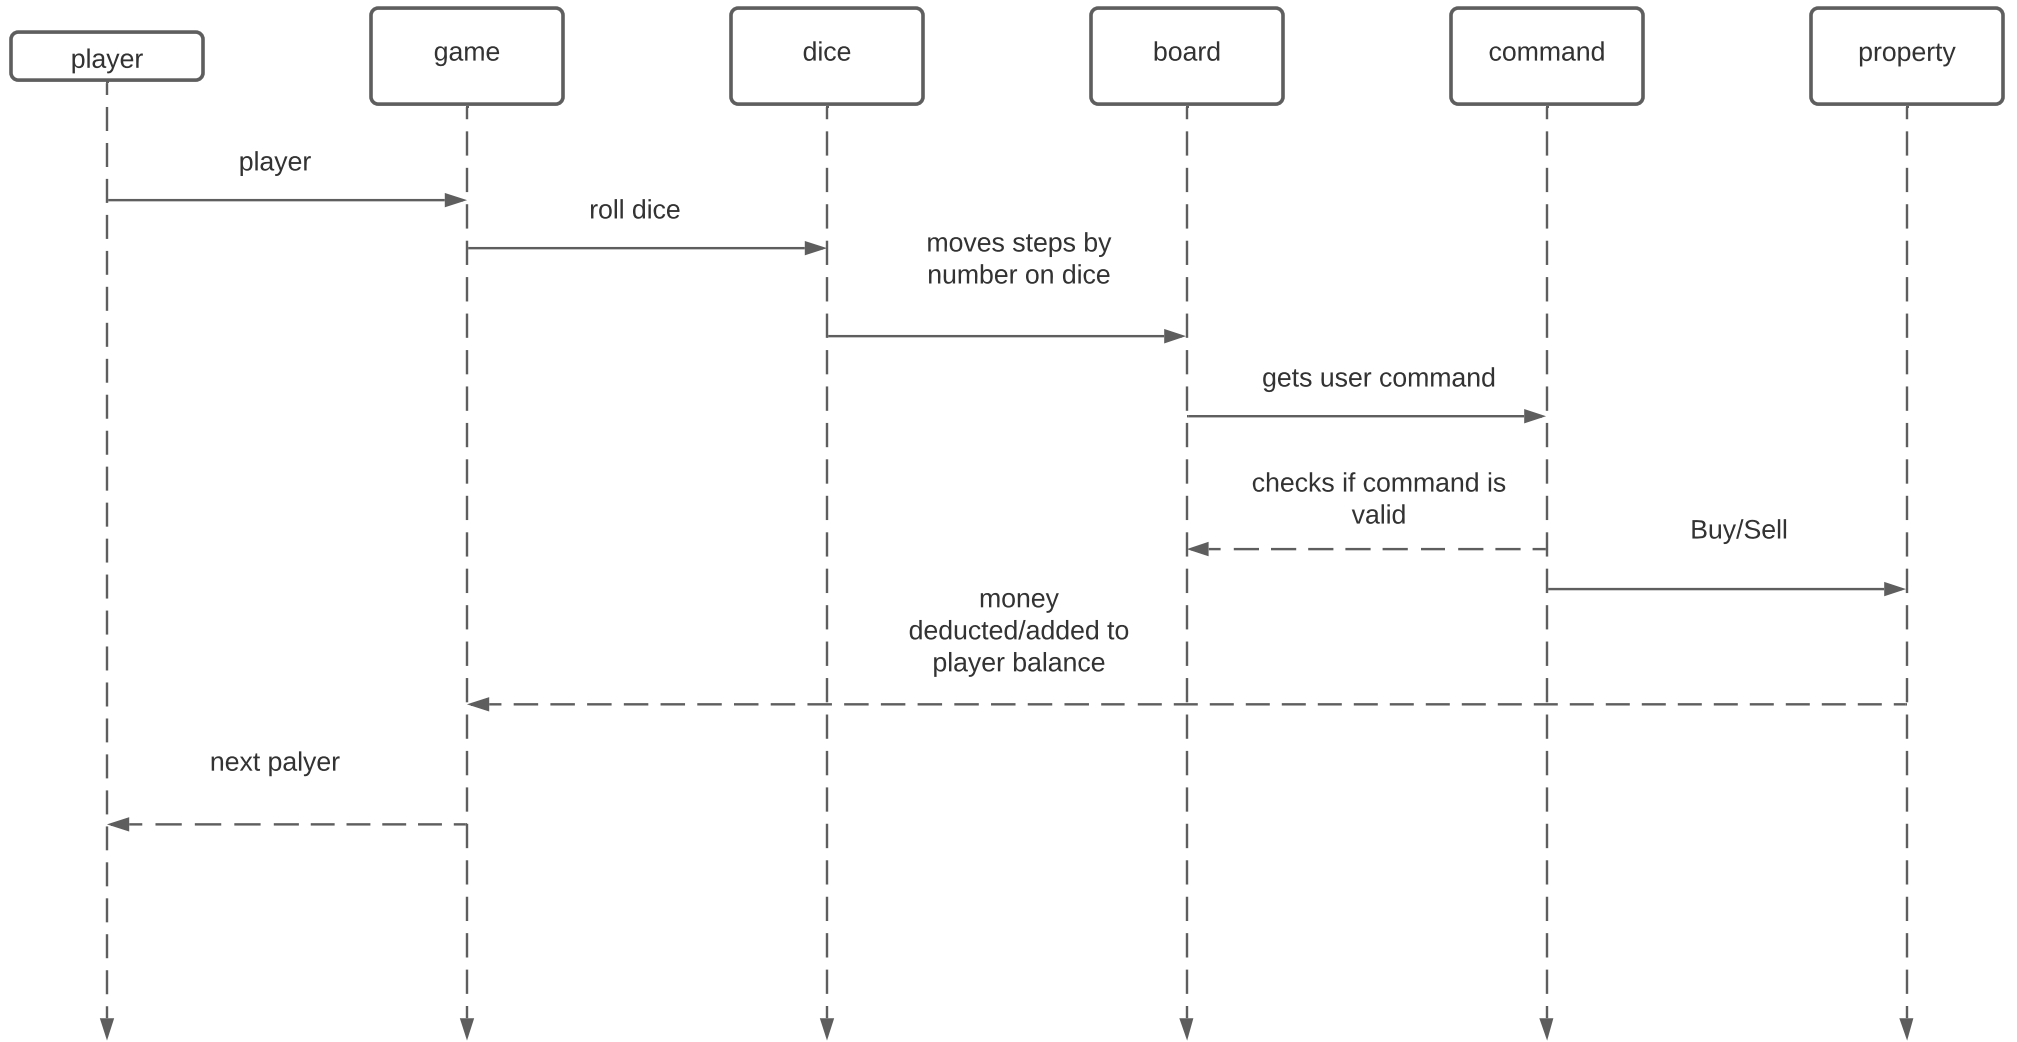 player
game
dice
board
command
property
player
roll dice
moves steps by
number on dice
gets user command
checks if command is
valid
Buy/Sell
money
deducted/added to
player balance
next palyer